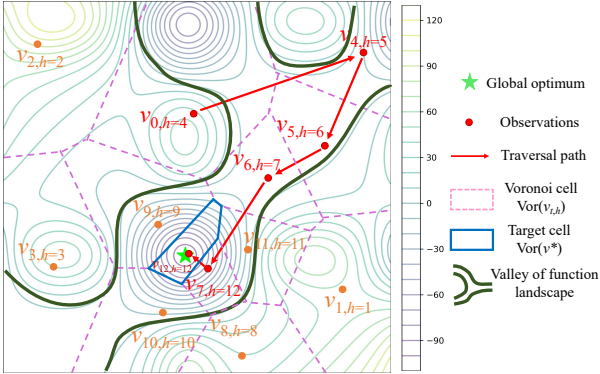 v4,h=5
v2,h=2
v0,h=4
v5,h=6
v6,h=7
v9,h=9
v11,h=11
v3,h=3
v12,h=12
v7,h=12
v1,h=1
v8,h=8
v10,h=10
120
90
60
30
0
−30
−60
−90
Global optimum
Observations
Traversal path
Voronoi cell
Vor(vt,h)
Target cell
Vor(v*)
Valley of function
landscape